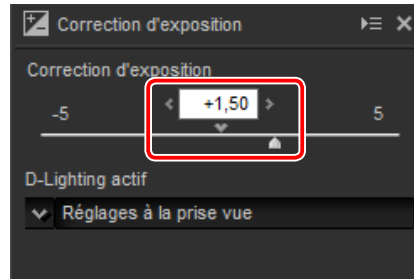 Correction d'exposition
Correction d'exposition
-5 +1,50 5
D-Lighting actif
Réglages à la prise vue